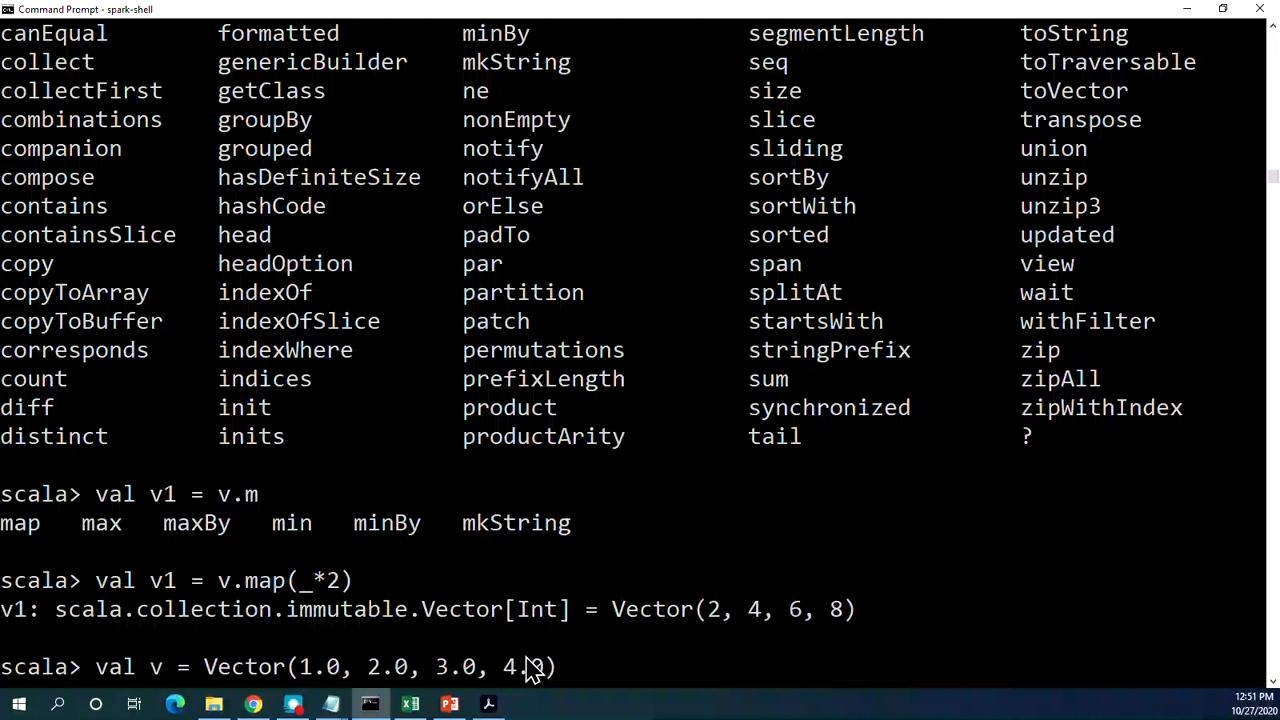 Command Prompt - spark-shell
canEqual formatted minBy segmentLength toString
collect genericBuilder mkString seq toTraversable
collectFirst getClass ne size toVector
combinations groupBy nonEmpty slice transpose
companion grouped notify sliding union
compose hasDefiniteSize notifyAll sortBy unzip
contains hashCode orElse sortWith unzip3
containsSlice head padTo sorted updated
copy headOption par span view
copyToArray indexOf partition splitAt wait
copyToBuffer indexOfSlice patch startsWith withFilter
corresponds indexWhere permutations stringPrefix zip
count indices prefixLength sum zipAll
diff init product synchronized zipWithIndex
distinct inits productArity tail ?
scala> val v1 = v.m
map max maxBy min minBy mkString
scala> val v1 = v.map(_*2)
v1: scala.collection.immutable.Vector[Int] = Vector(2, 4, 6, 8)
scala> val v = Vector(1.0, 2.0, 3.0, 4.0)
12:51 PM
10/27/2020